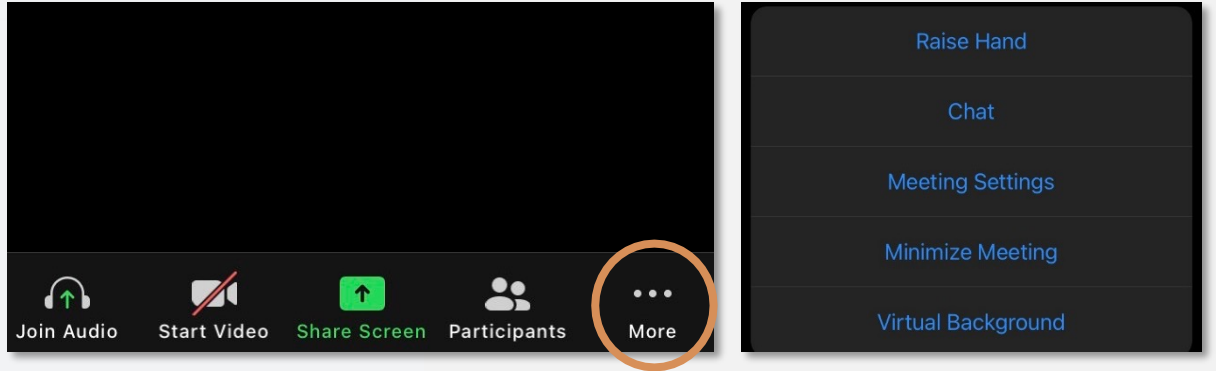 Join Audio
Start Video
Share Screen
Participants
More
Raise Hand
Chat
Meeting Settings
Minimize Meeting
Virtual Background